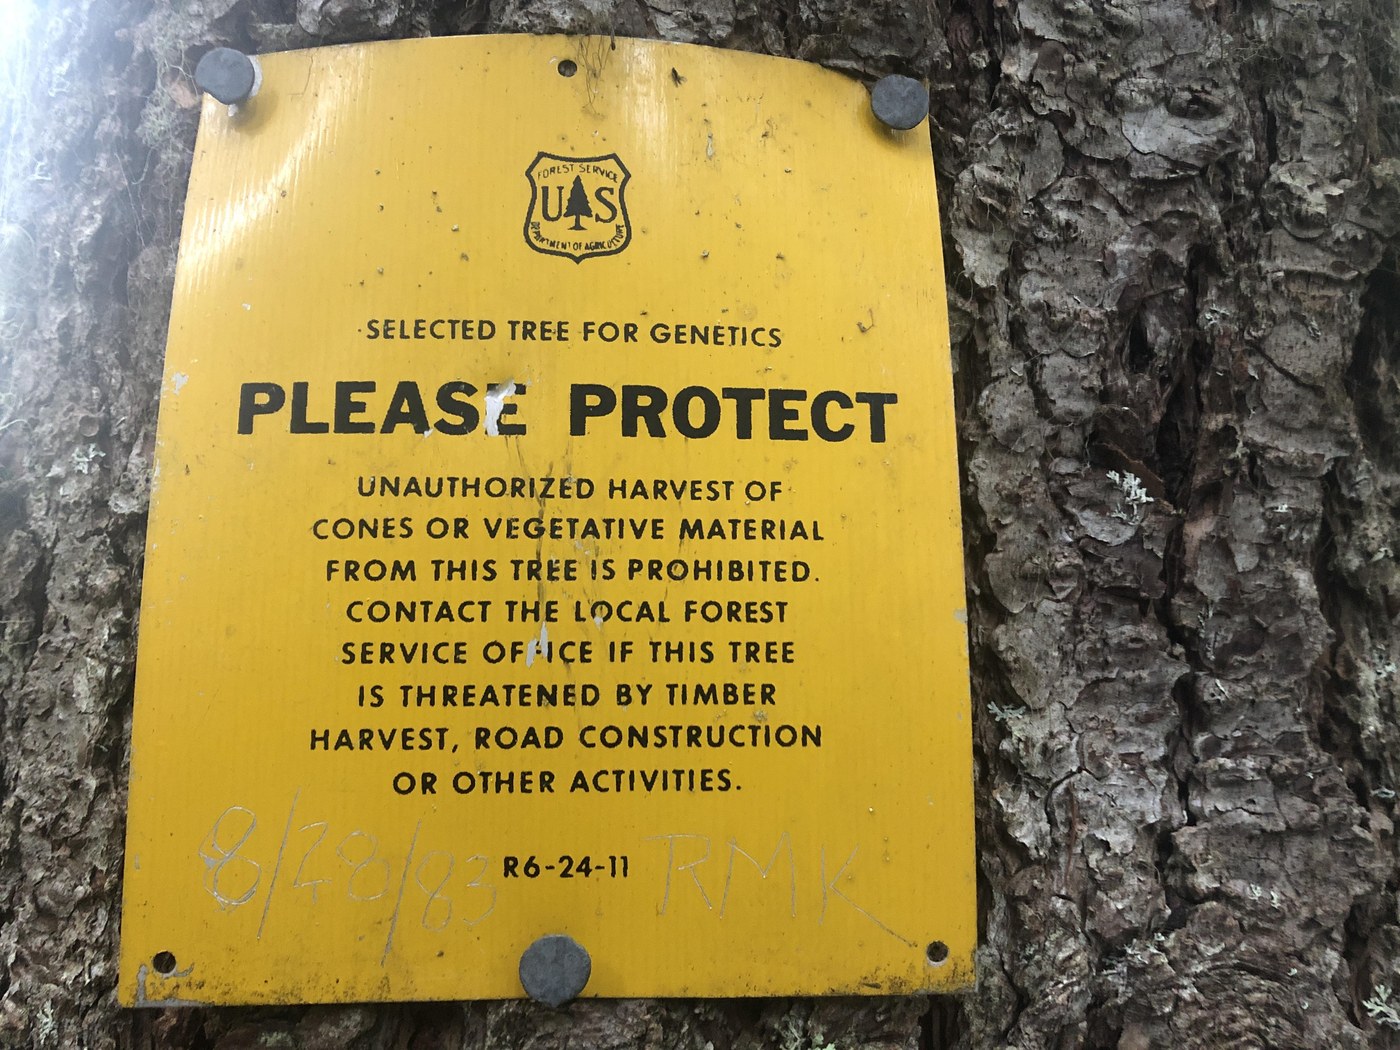 FOREST SERVICE
US
DEPARTMENT OF AGRICULTURE
SELECTED TREE FOR GENETICS
PLEASE PROTECT
UNAUTHORIZED HARVEST OF
CONES OR VEGETATIVE MATERIAL
FROM THIS TREE IS PROHIBITED.
CONTACT THE LOCAL FOREST
SERVICE OFFICE IF THIS TREE
IS THREATENED BY TIMBER
HARVEST, ROAD CONSTRUCTION
OR OTHER ACTIVITIES.
8/28/83 R6-24-11 RMK